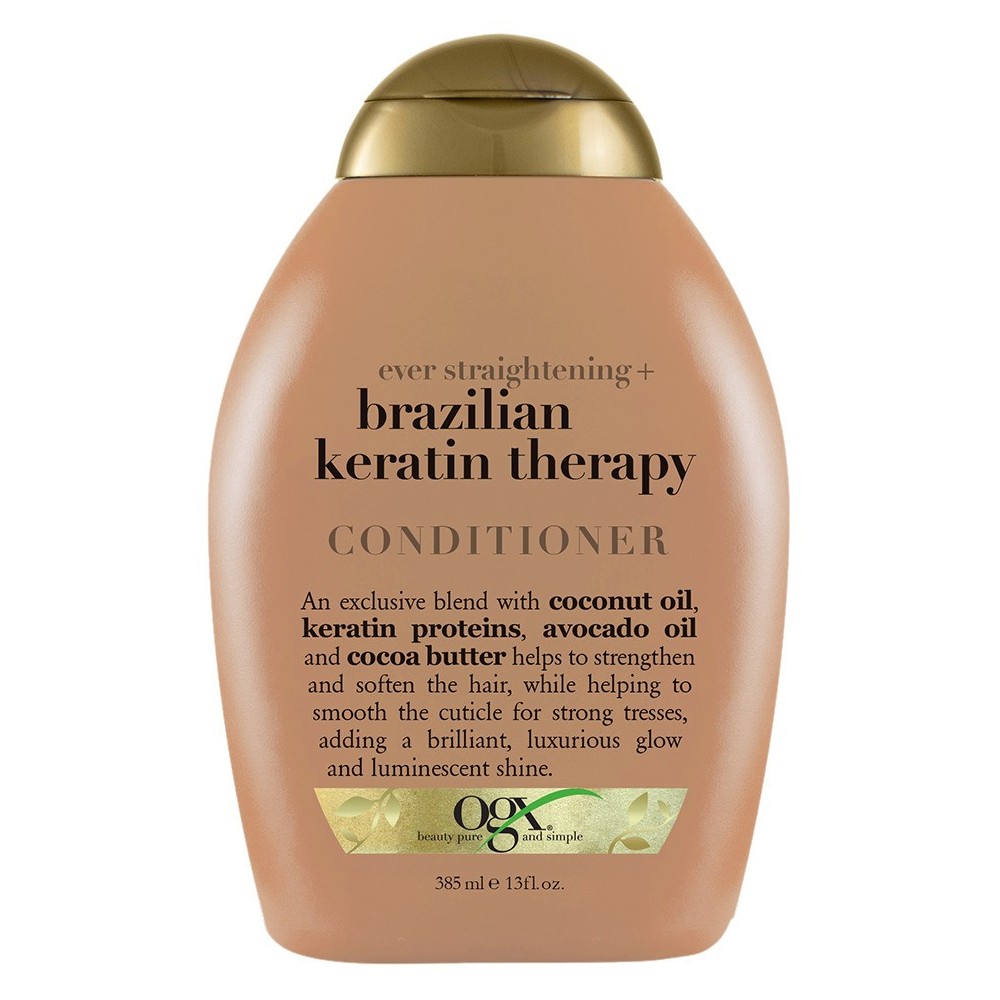 ever straightening +
brazilian
keratin therapy
CONDITIONER
An exclusive blend with coconut oil,
keratin proteins, avocado oil
and cocoa butter helps to strengthen
and soften the hair, while helping to
smooth the cuticle for strong tresses,
adding a brilliant, luxurious glow
and luminescent shine.
ogx®
beauty pure and simple
385 ml e 13fl.oz.